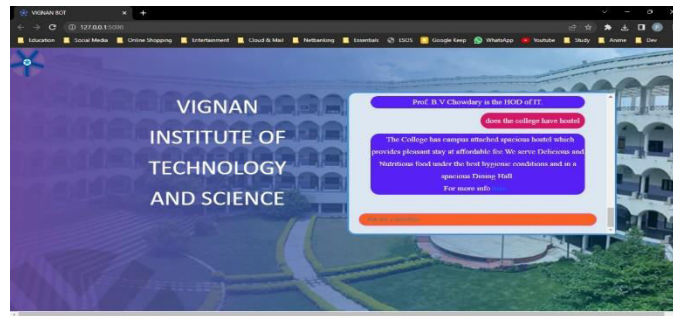 VIGNAN BOT
127.0.0.1:5000
Education Social Media Online Shopping Entertainment Cloud & Mail Netbanking Essentials ESOS Google Keep WhatsApp Youtube Study Anime Dev
VIGNAN
INSTITUTE OF
TECHNOLOGY
AND SCIENCE
Prof. B.V Chowdary is the HOD of IT.
does the college have hostel
The College has campus attached spacious hostel which
provides pleasant stay at affordable fee We serve Delicious and
Nutritious food under the best hygienic conditions and in a
spacious Dining Hall
For more info